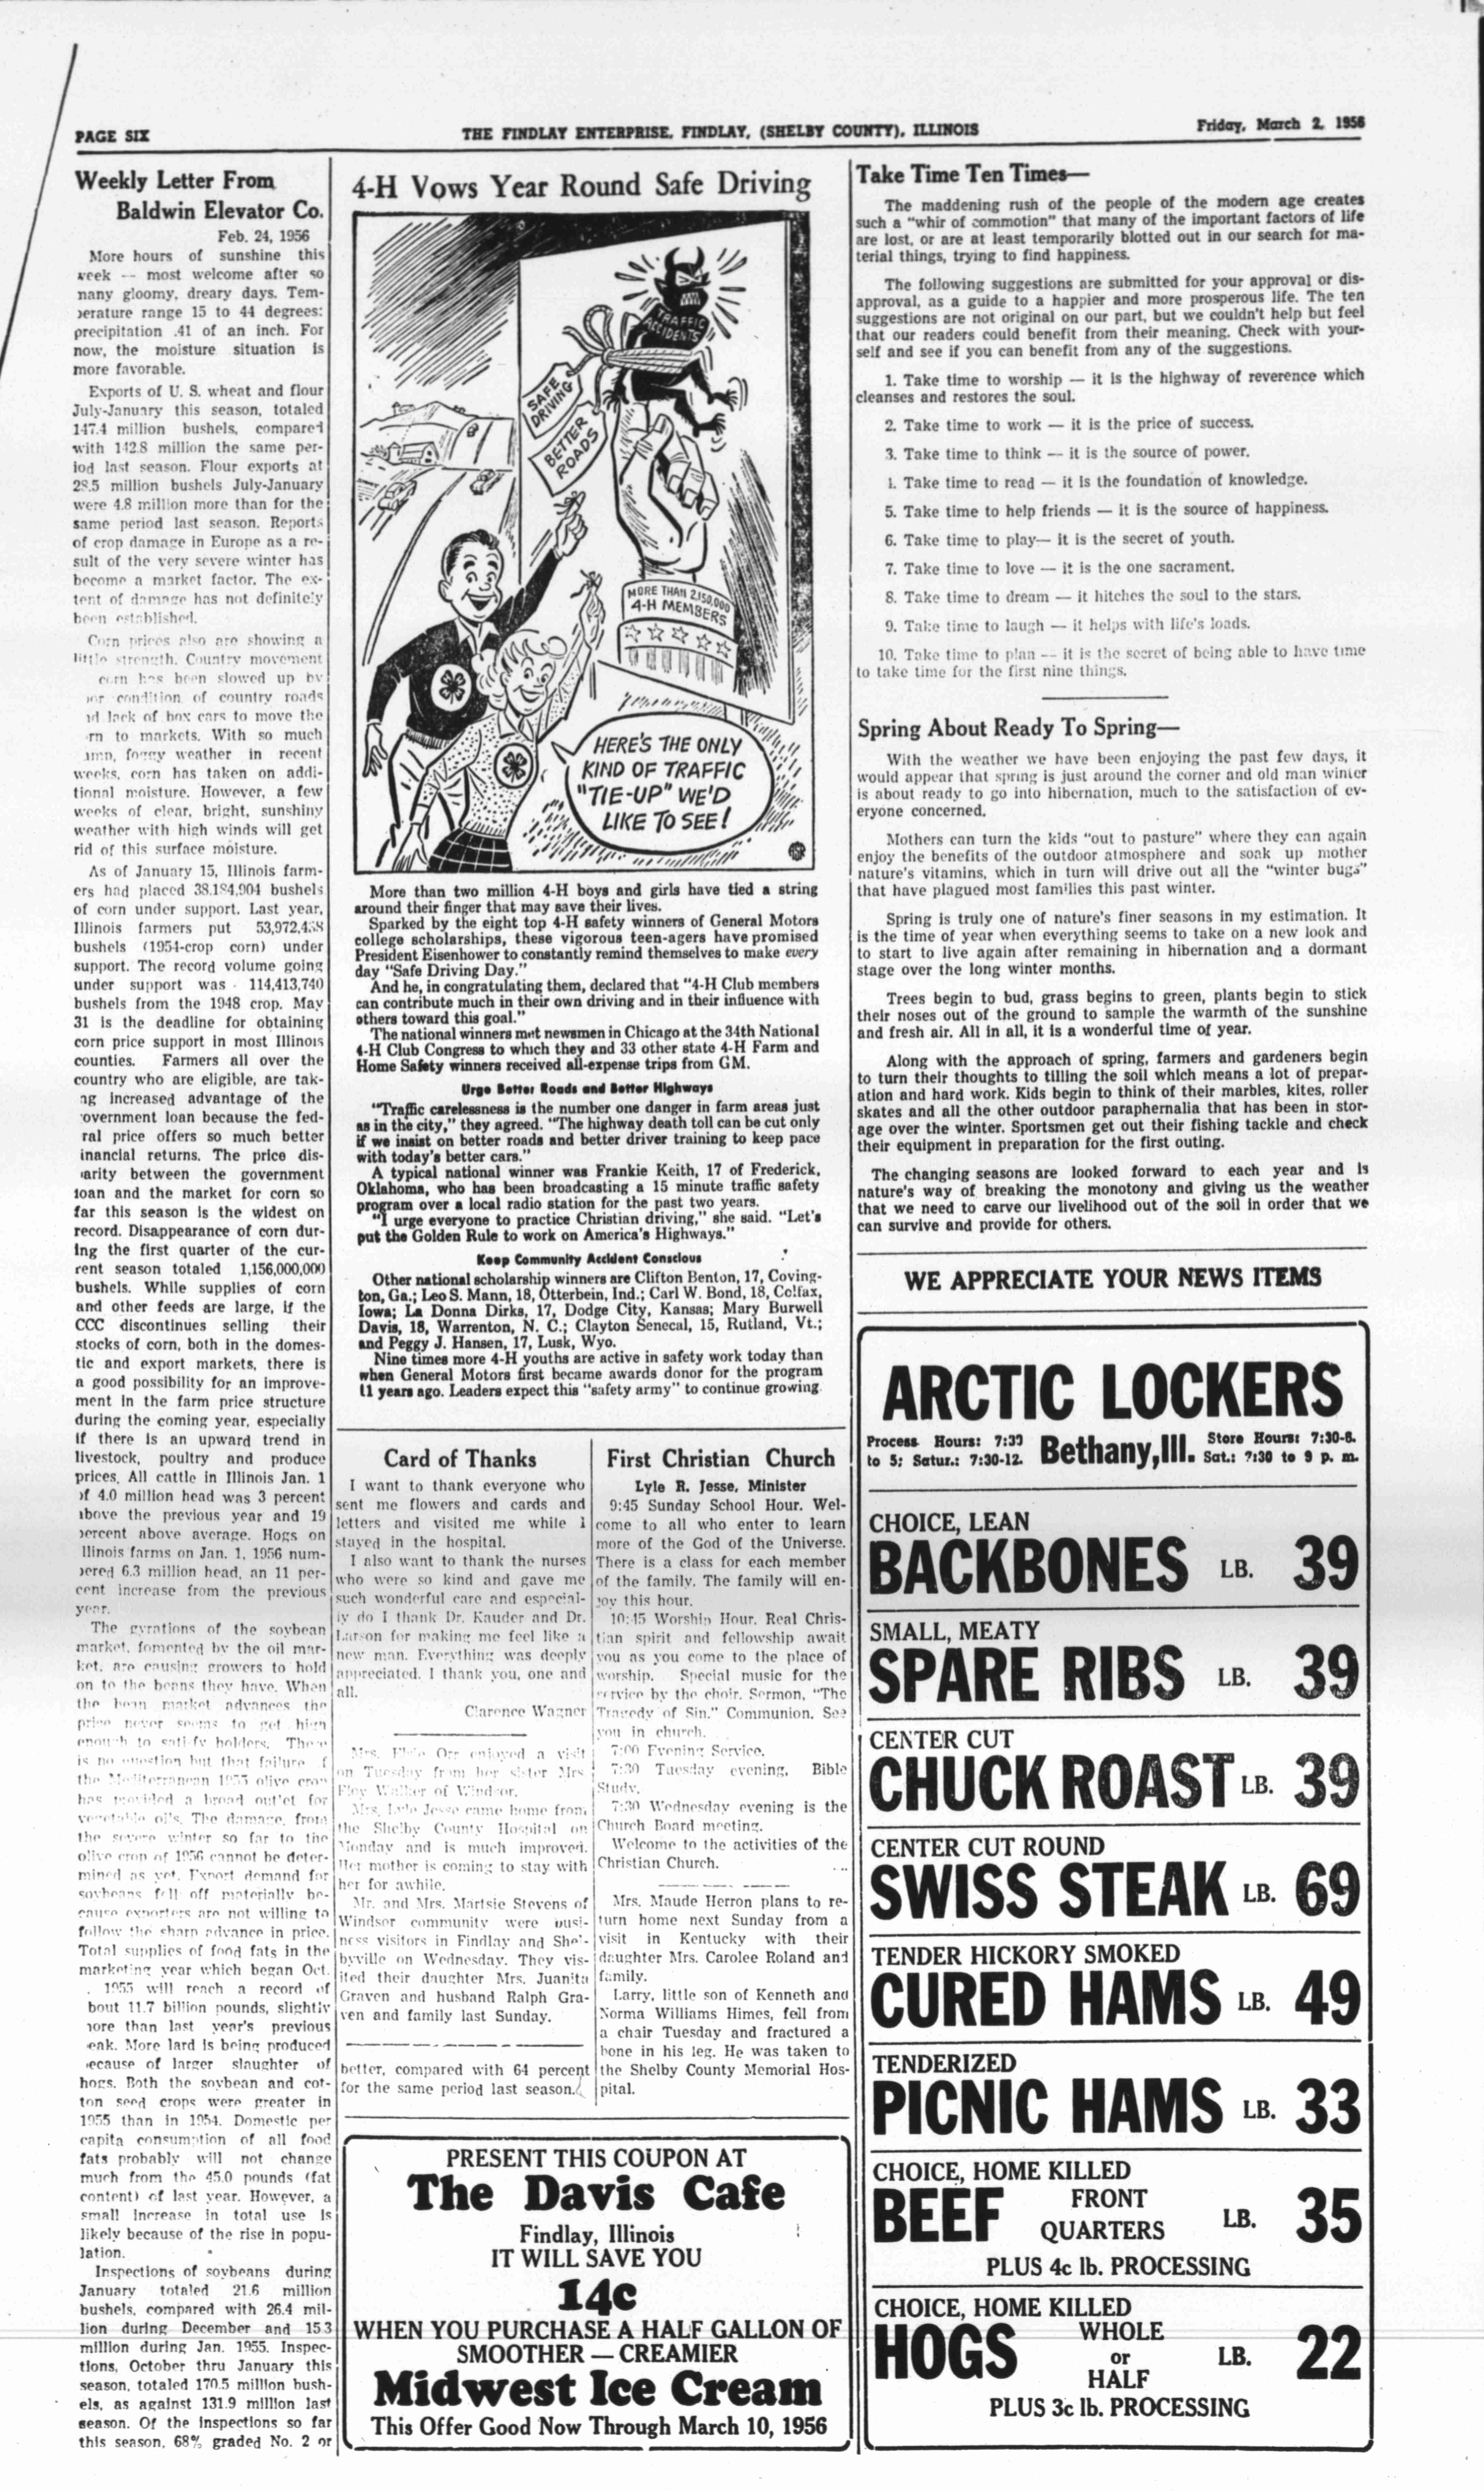 PAGE SIX
THE FINDLAY ENTERPRISE, FINDLAY, (SHELBY COUNTY), ILLINOIS
Friday, March 2, 1956
Weekly Letter From
Baldwin Elevator Co.
Feb. 24, 1956
More hours of sunshine this
week -- most welcome after so
many gloomy, dreary days. Tem-
perature range 15 to 44 degrees:
precipitation .41 of an inch. For
now, the moisture situation is
more favorable.
Exports of U. S. wheat and flour
July-January this season, totaled
147.4 million bushels, compared
with 142.8 million the same per-
iod last season. Flour exports at
28.5 million bushels July-January
were 4.8 million more than for the
same period last season. Reports
of crop damage in Europe as a re-
sult of the very severe winter has
become a market factor. The ex-
tent of damage has not definitely
been established.
Corn prices also are showing a
little strength. Country movement
corn has been slowed up by
condition of country roads
lack of box cars to move the
rn to markets. With so much
foggy weather in recent
weeks, corn has taken on addi-
tional moisture. However, a few
weeks of clear, bright, sunshiny
weather with high winds will get
rid of this surface moisture.
As of January 15, Illinois farm-
ers had placed 38,184,904 bushels
of corn under support. Last year,
Illinois farmers put 53,972,438
bushels (1954-crop corn) under
support. The record volume going
under support was 114,413,740
bushels from the 1948 crop. May
31 is the deadline for obtaining
corn price support in most Illinois
counties. Farmers all over the
country who are eligible, are tak-
ng increased advantage of the
overnment loan because the fed-
ral price offers so much better
inancial returns. The price dis-
arity between the government
loan and the market for corn so
far this season is the widest on
record. Disappearance of corn dur-
ing the first quarter of the cur-
rent season totaled 1,156,000,000
bushels. While supplies of corn
and other feeds are large, if the
CCC discontinues selling their
stocks of corn, both in the domes-
tic and export markets, there is
a good possibility for an improve-
ment in the farm price structure
during the coming year, especially
if there is an upward trend in
livestock, poultry and produce
prices. All cattle in Illinois Jan. 1
of 4.0 million head was 3 percent
above the previous year and 19
percent above average. Hogs on
llinois farms on Jan. 1, 1956 num-
bered 6.3 million head, an 11 per-
cent increase from the previous
year.
The gyrations of the soybean
market, fomented by the oil mar-
ket, are causing growers to hold
on to the beans they have. When
the bean market advances the
price never seems to get high
enough to satisfy holders. There
is no question but that failure of
the Mediterranean 1955 olive crop
has provided a broad outlet for
vegetable oils. The damage, from
the severe winter so far to the
olive crop of 1956 cannot be deter-
mined as yet. Export demand for
soybeans fell off materially be-
cause exporters are not willing to
follow the sharp advance in price.
Total supplies of food fats in the
marketing year which began Oct.
. 1955 will reach a record of
bout 11.7 billion pounds, slightly
more than last year's previous
eak. More lard is being produced
because of larger slaughter of
hogs. Both the soybean and cot-
ton seed crops were greater in
1955 than in 1954. Domestic per
capita consumption of all food
fats probably will not change
much from the 45.0 pounds (fat
content) of last year. However, a
small increase in total use is
likely because of the rise in popu-
lation.
Inspections of soybeans during
January totaled 21.6 million
bushels, compared with 26.4 mil-
lion during December and 15.3
million during Jan. 1955. Inspec-
tions, October thru January this
season, totaled 170.5 million bush-
els, as against 131.9 million last
season. Of the inspections so far
this season, 68% graded No. 2 or
4-H Vows Year Round Safe Driving
TRAFFIC
ACCIDENTS
SAFE
DRIVING
BETTER
ROADS
MORE THAN 2,150,000
4-H MEMBERS
HERE'S THE ONLY
KIND OF TRAFFIC
"TIE-UP" WE'D
LIKE TO SEE!
More than two million 4-H boys and girls have tied a string
around their finger that may save their lives.
Sparked by the eight top 4-H safety winners of General Motors
college scholarships, these vigorous teen-agers have promised
President Eisenhower to constantly remind themselves to make every
day "Safe Driving Day."
And he, in congratulating them, declared that "4-H Club members
can contribute much in their own driving and in their influence with
others toward this goal."
The national winners met newsmen in Chicago at the 34th National
4-H Club Congress to which they and 33 other state 4-H Farm and
Home Safety winners received all-expense trips from GM.
Urge Better Roads and Better Highways
"Traffic carelessness is the number one danger in farm areas just
as in the city," they agreed. "The highway death toll can be cut only
if we insist on better roads and better driver training to keep pace
with today's better cars."
A typical national winner was Frankie Keith, 17 of Frederick,
Oklahoma, who has been broadcasting a 15 minute traffic safety
program over a local radio station for the past two years.
"I urge everyone to practice Christian driving," she said. "Let's
put the Golden Rule to work on America's Highways."
Keep Community Accident Conscious
Other national scholarship winners are Clifton Benton, 17, Coving-
ton, Ga.; Leo S. Mann, 18, Otterbein, Ind.; Carl W. Bond, 18, Colfax,
Iowa; La Donna Dirks, 17, Dodge City, Kansas; Mary Burwell
Davis, 18, Warrenton, N. C.; Clayton Senecal, 15, Rutland, Vt.;
and Peggy J. Hansen, 17, Lusk, Wyo.
Nine times more 4-H youths are active in safety work today than
when General Motors first became awards donor for the program
11 years ago. Leaders expect this "safety army" to continue growing.
Card of Thanks
I want to thank everyone who
sent me flowers and cards and
letters and visited me while I
stayed in the hospital.
I also want to thank the nurses
who were so kind and gave me
such wonderful care and especial-
ly do I thank Dr. Kauder and Dr.
Larson for making me feel like a
new man. Everything was deeply
appreciated. I thank you, one and
all.
Clarence Wagner
Mrs. Elsie Orr enjoyed a visit
on Tuesday from her sister Mrs.
Floy Walker of Windsor.
Mrs. Lyle Jesse came home from
the Shelby County Hospital on
Monday and is much improved.
Her mother is coming to stay with
her for awhile.
Mr. and Mrs. Martsie Stevens of
Windsor community were busi-
ness visitors in Findlay and Shel-
byville on Wednesday. They vis-
ited their daughter Mrs. Juanita
Graven and husband Ralph Gra-
ven and family last Sunday.
better, compared with 64 percent
for the same period last season.
First Christian Church
Lyle R. Jesse, Minister
9:45 Sunday School Hour. Wel-
come to all who enter to learn
more of the God of the Universe.
There is a class for each member
of the family. The family will en-
joy this hour.
10:45 Worship Hour. Real Chris-
tian spirit and fellowship await
you as you come to the place of
worship. Special music for the
service by the choir. Sermon, "The
Tragedy of Sin." Communion. See
you in church.
7:00 Evening Service.
7:30 Tuesday evening, Bible
Study.
7:30 Wednesday evening is the
Church Board meeting.
Welcome to the activities of the
Christian Church.
Mrs. Maude Herron plans to re-
turn home next Sunday from a
visit in Kentucky with their
daughter Mrs. Carolee Roland and
family.
Larry, little son of Kenneth and
Norma Williams Himes, fell from
a chair Tuesday and fractured a
bone in his leg. He was taken to
the Shelby County Memorial Hos-
pital.
PRESENT THIS COUPON AT
The Davis Cafe
Findlay, Illinois
IT WILL SAVE YOU
14c
WHEN YOU PURCHASE A HALF GALLON OF
SMOOTHER — CREAMIER
Midwest Ice Cream
This Offer Good Now Through March 10, 1956
Take Time Ten Times—
The maddening rush of the people of the modern age creates
such a "whir of commotion" that many of the important factors of life
are lost, or are at least temporarily blotted out in our search for ma-
terial things, trying to find happiness.
The following suggestions are submitted for your approval or dis-
approval, as a guide to a happier and more prosperous life. The ten
suggestions are not original on our part, but we couldn't help but feel
that our readers could benefit from their meaning. Check with your-
self and see if you can benefit from any of the suggestions.
1. Take time to worship — it is the highway of reverence which
cleanses and restores the soul.
2. Take time to work — it is the price of success.
3. Take time to think — it is the source of power.
4. Take time to read — it is the foundation of knowledge.
5. Take time to help friends — it is the source of happiness.
6. Take time to play— it is the secret of youth.
7. Take time to love — it is the one sacrament.
8. Take time to dream — it hitches the soul to the stars.
9. Take time to laugh — it helps with life's loads.
10. Take time to plan -- it is the secret of being able to have time
to take time for the first nine things.
Spring About Ready To Spring—
With the weather we have been enjoying the past few days, it
would appear that spring is just around the corner and old man winter
is about ready to go into hibernation, much to the satisfaction of ev-
eryone concerned.
Mothers can turn the kids "out to pasture" where they can again
enjoy the benefits of the outdoor atmosphere and soak up mother
nature's vitamins, which in turn will drive out all the "winter bugs"
that have plagued most families this past winter.
Spring is truly one of nature's finer seasons in my estimation. It
is the time of year when everything seems to take on a new look and
to start to live again after remaining in hibernation and a dormant
stage over the long winter months.
Trees begin to bud, grass begins to green, plants begin to stick
their noses out of the ground to sample the warmth of the sunshine
and fresh air. All in all, it is a wonderful time of year.
Along with the approach of spring, farmers and gardeners begin
to turn their thoughts to tilling the soil which means a lot of prepar-
ation and hard work. Kids begin to think of their marbles, kites, roller
skates and all the other outdoor paraphernalia that has been in stor-
age over the winter. Sportsmen get out their fishing tackle and check
their equipment in preparation for the first outing.
The changing seasons are looked forward to each year and is
nature's way of breaking the monotony and giving us the weather
that we need to carve our livelihood out of the soil in order that we
can survive and provide for others.
WE APPRECIATE YOUR NEWS ITEMS
ARCTIC LOCKERS
Process Hours: 7:30
to 5; Satur.: 7:30-12.
Bethany, Ill.
Store Hours: 7:30-6.
Sat.: 7:30 to 9 p. m.
CHOICE, LEAN
BACKBONES LB. 39
SMALL, MEATY
SPARE RIBS LB. 39
CENTER CUT
CHUCK ROAST LB. 39
CENTER CUT ROUND
SWISS STEAK LB. 69
TENDER HICKORY SMOKED
CURED HAMS LB. 49
TENDERIZED
PICNIC HAMS LB. 33
CHOICE, HOME KILLED
BEEF FRONT QUARTERS LB. 35
PLUS 4c lb. PROCESSING
CHOICE, HOME KILLED
HOGS WHOLE or HALF LB. 22
PLUS 3c lb. PROCESSING